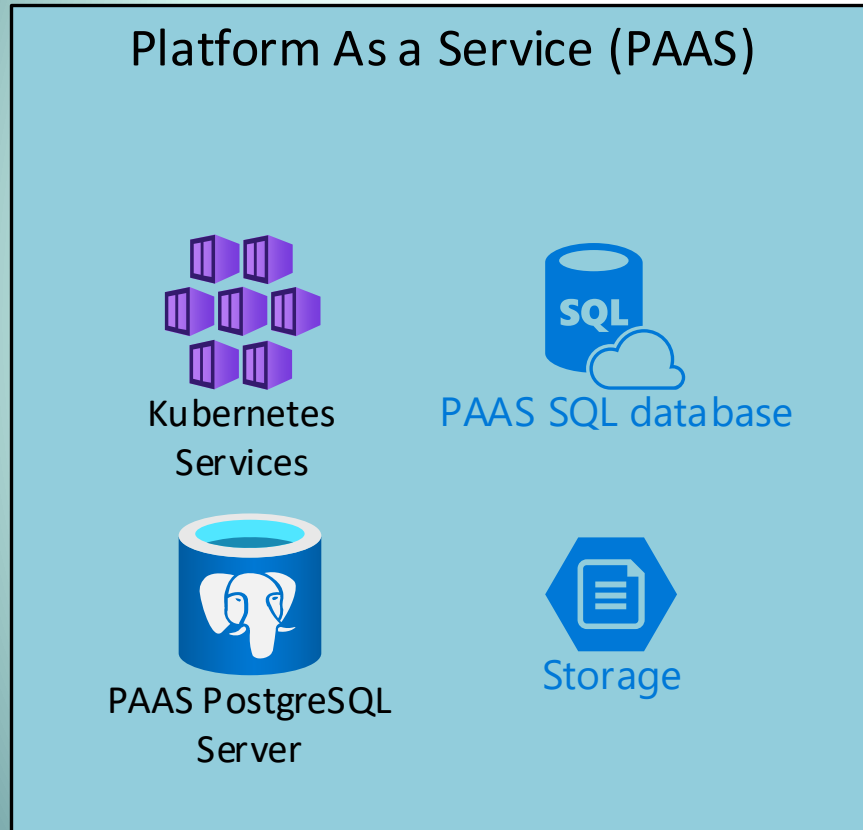 Platform As a Service (PAAS)
Kubernetes
Services
SQL
PAAS SQL database
PAAS PostgreSQL
Server
Storage